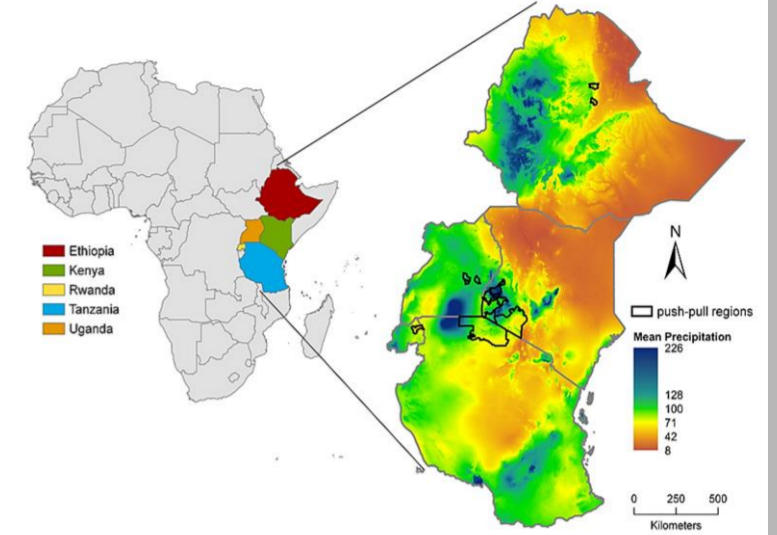 Ethiopia
Kenya
Rwanda
Tanzania
Uganda
N
push-pull regions
Mean Precipitation
226
128
100
71
42
8
0 250 500
Kilometers